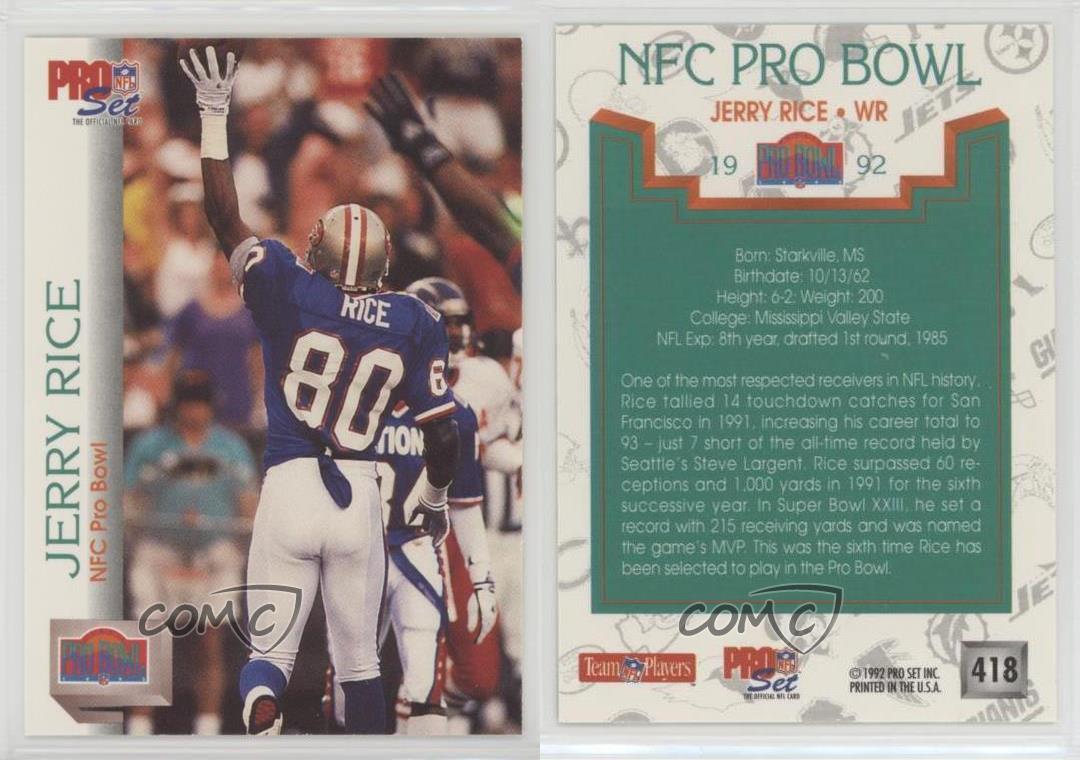 PRO
NFL
Set
THE OFFICIAL NFL CARD
JERRY RICE
NFC Pro Bowl
RICE
80
TION
PRO BOWL
COMC
NFC PRO BOWL
JERRY RICE • WR
19 PRO BOWL 92
JETS
Born: Starkville, MS
Birthdate: 10/13/62
Height: 6-2; Weight: 200
College: Mississippi Valley State
NFL Exp: 8th year, drafted 1st round, 1985
One of the most respected receivers in NFL history,
Rice tallied 14 touchdown catches for San
Francisco in 1991, increasing his career total to
93 – just 7 short of the all-time record held by
Seattle's Steve Largent. Rice surpassed 60 re-
ceptions and 1,000 yards in 1991 for the sixth
successive year. In Super Bowl XXIII, he set a
record with 215 receiving yards and was named
the game's MVP. This was the sixth time Rice has
been selected to play in the Pro Bowl.
COMC
Team NFL Players
PRO
NFL
Set
THE OFFICIAL NFL CARD
© 1992 PRO SET INC.
PRINTED IN THE U.S.A.
418